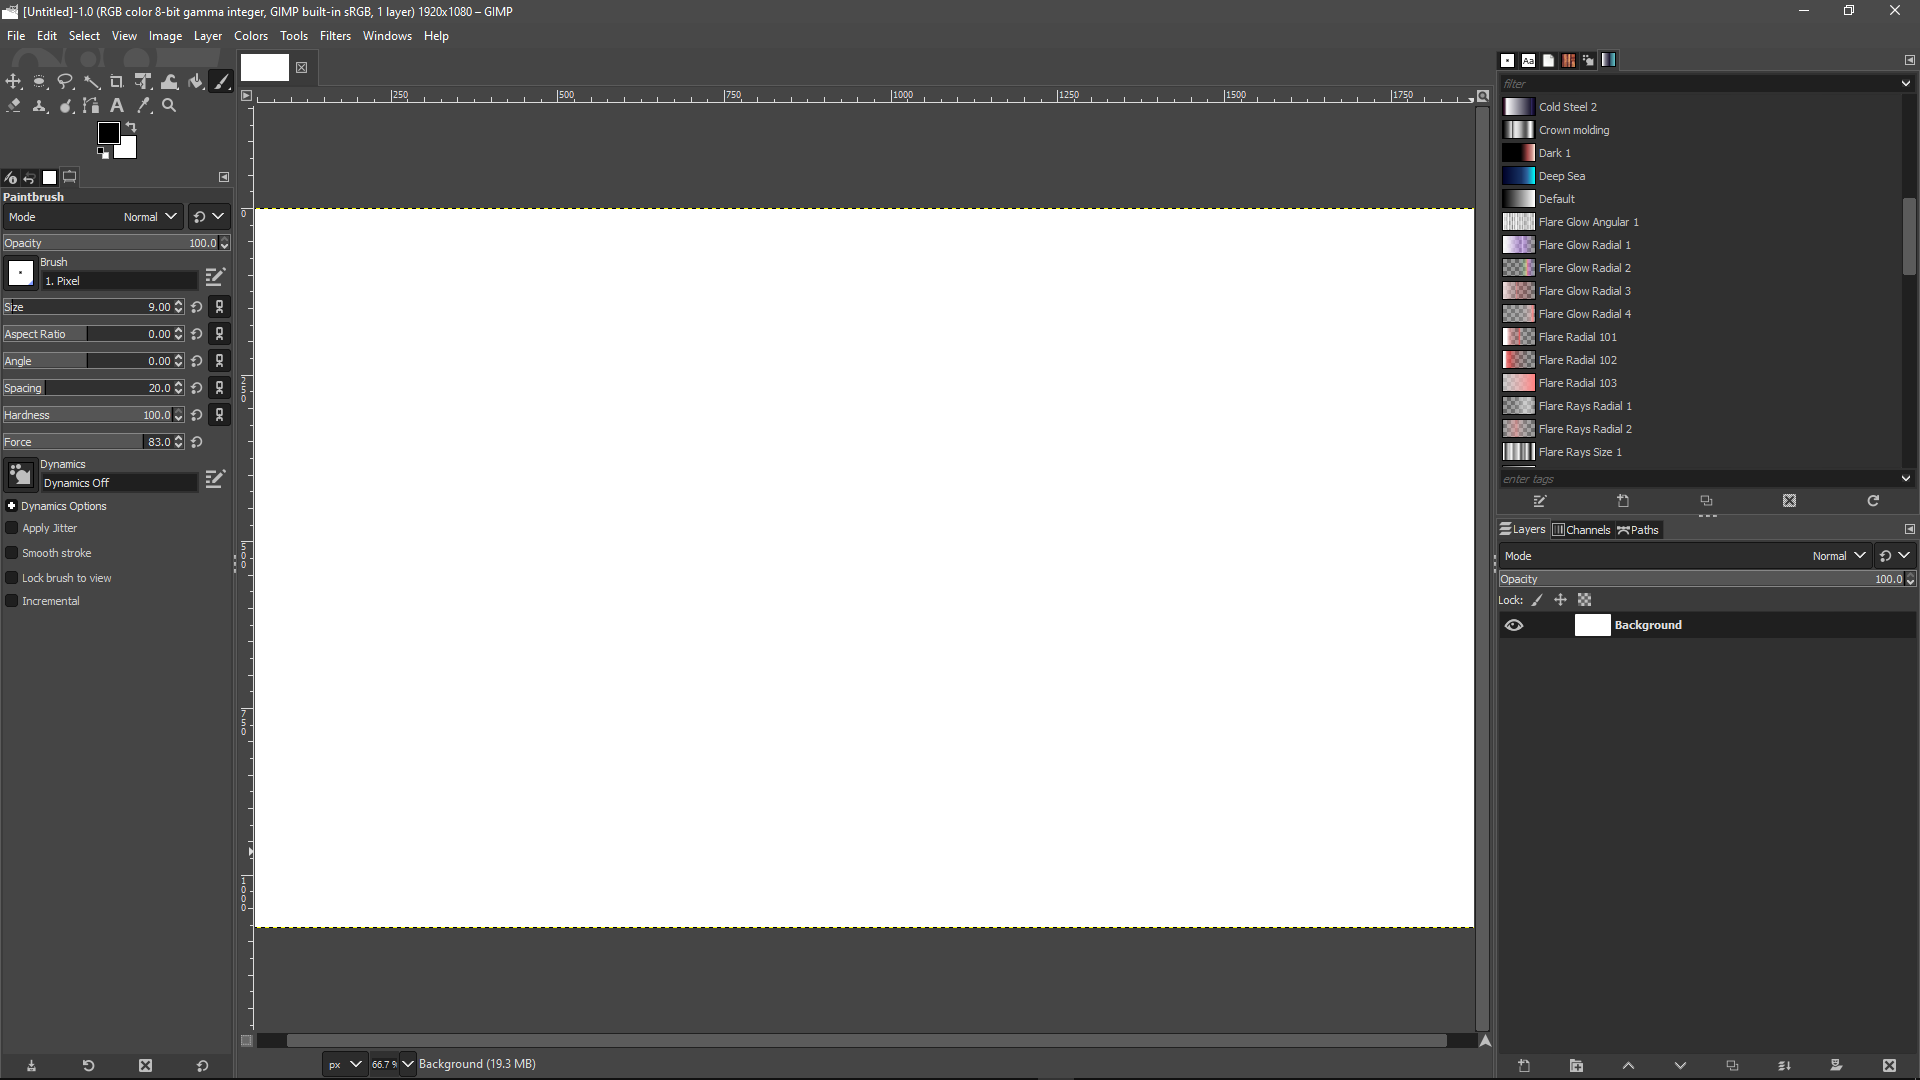 [Untitled]-1.0 (RGB color 8-bit gamma integer, GIMP built-in sRGB, 1 layer) 1920x1080 – GIMP
File Edit Select View Image Layer Colors Tools Filters Windows Help
Paintbrush
Mode Normal
Opacity 100.0
Brush
1. Pixel
Size 9.00
Aspect Ratio 0.00
Angle 0.00
Spacing 20.0
Hardness 100.0
Force 83.0
Dynamics
Dynamics Off
Dynamics Options
Apply Jitter
Smooth stroke
Lock brush to view
Incremental
250 500 750 1000 1250 1500 1750
0
250
500
750
1000
px 66.7 % Background (19.3 MB)
Aa
filter
Cold Steel 2
Crown molding
Dark 1
Deep Sea
Default
Flare Glow Angular 1
Flare Glow Radial 1
Flare Glow Radial 2
Flare Glow Radial 3
Flare Glow Radial 4
Flare Radial 101
Flare Radial 102
Flare Radial 103
Flare Rays Radial 1
Flare Rays Radial 2
Flare Rays Size 1
enter tags
Layers Channels Paths
Mode Normal
Opacity 100.0
Lock:
Background